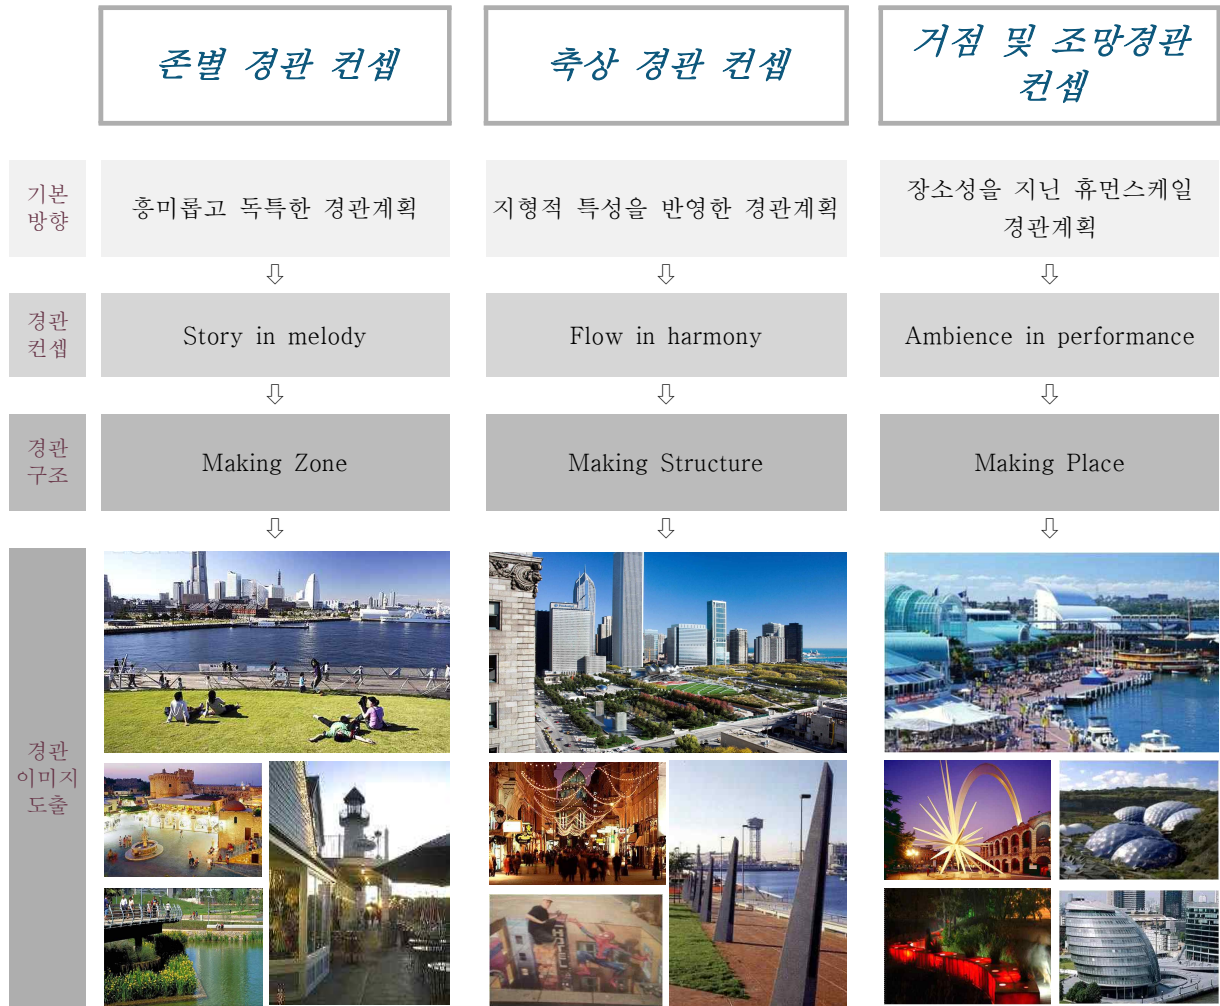 존별 경관 컨셉
축상 경관 컨셉
거점 및 조망경관
컨셉
기본
방향
흥미롭고 독특한 경관계획
지형적 특성을 반영한 경관계획
장소성을 지닌 휴먼스케일
경관계획
경관
컨셉
Story in melody
Flow in harmony
Ambience in performance
경관
구조
Making Zone
Making Structure
Making Place
경관
이미지
도출